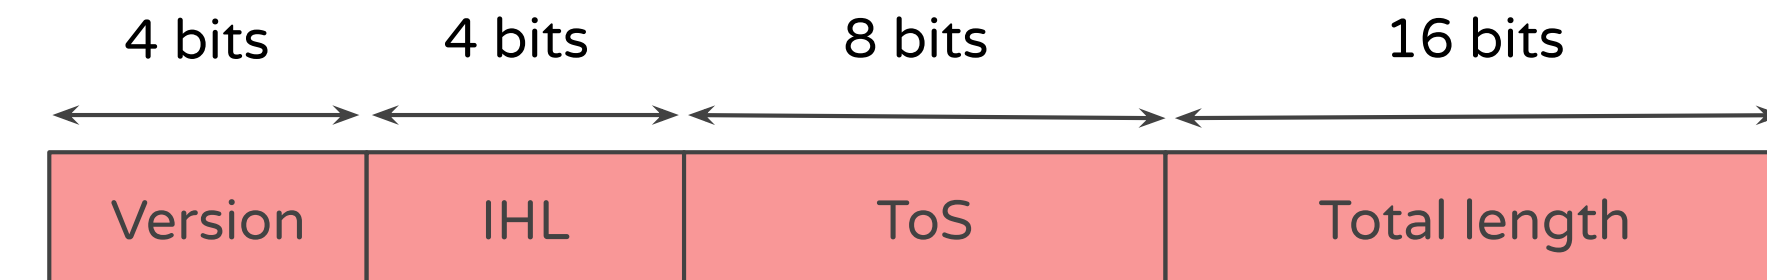 4 bits 4 bits 8 bits 16 bits
Version IHL ToS Total length